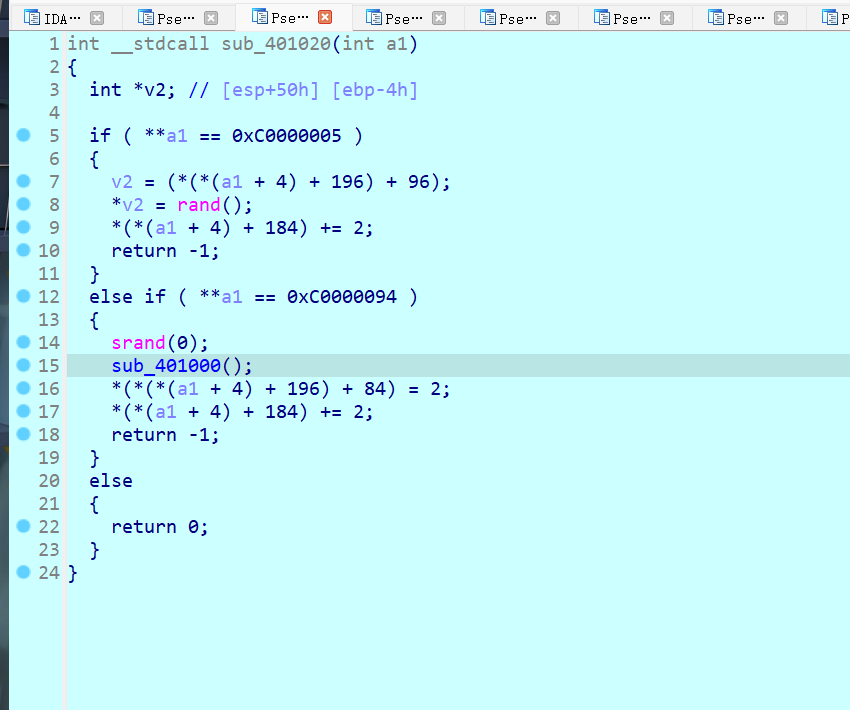 IDA… Pse… Pse… Pse… Pse… Pse… Pse… P
1 int __stdcall sub_401020(int a1)
2 {
3   int *v2; // [esp+50h] [ebp-4h]
4
5   if ( **a1 == 0xC0000005 )
6   {
7     v2 = (*(*(a1 + 4) + 196) + 96);
8     *v2 = rand();
9     *(*(a1 + 4) + 184) += 2;
10     return -1;
11   }
12   else if ( **a1 == 0xC0000094 )
13   {
14     srand(0);
15     sub_401000();
16     *(*(*(a1 + 4) + 196) + 84) = 2;
17     *(*(a1 + 4) + 184) += 2;
18     return -1;
19   }
20   else
21   {
22     return 0;
23   }
24 }